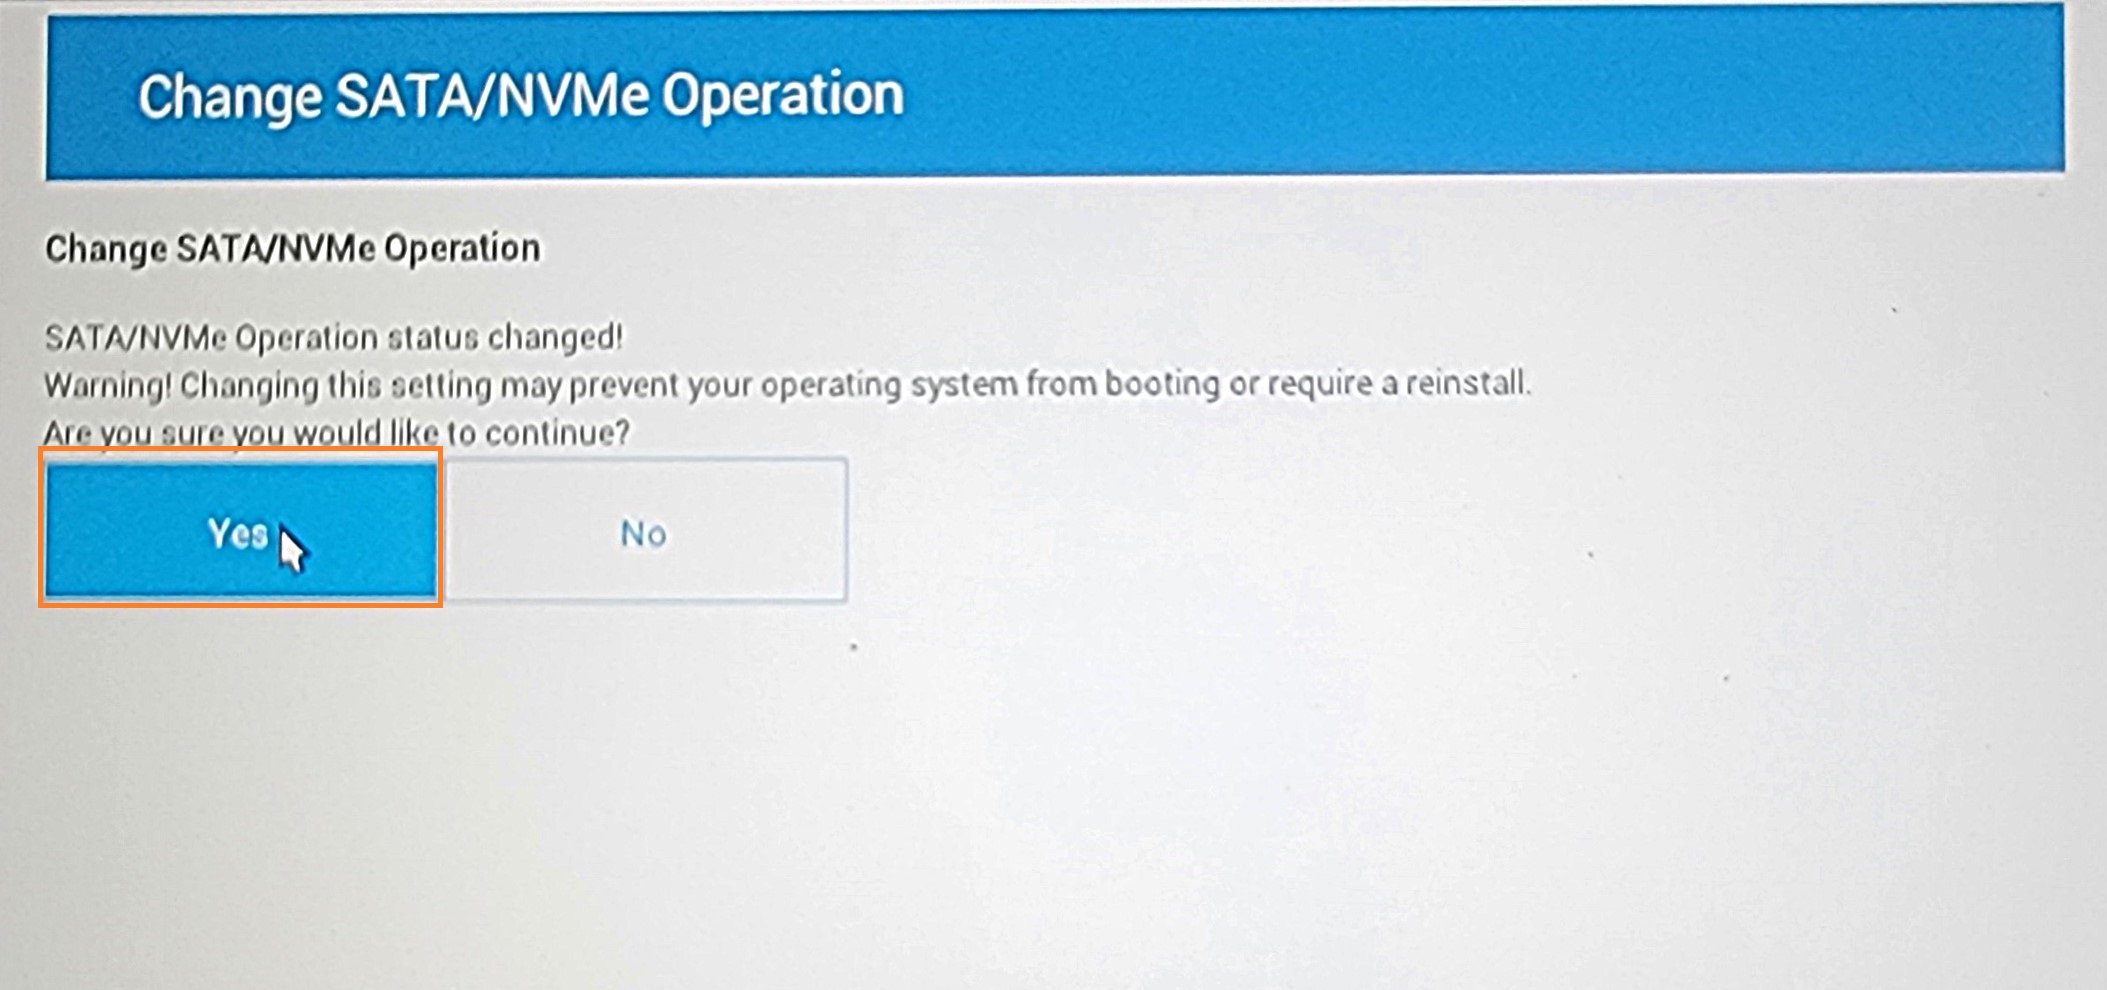 Change SATA/NVMe Operation
Change SATA/NVMe Operation
SATA/NVMe Operation status changed!
Warning! Changing this setting may prevent your operating system from booting or require a reinstall.
Are you sure you would like to continue?
Yes
No